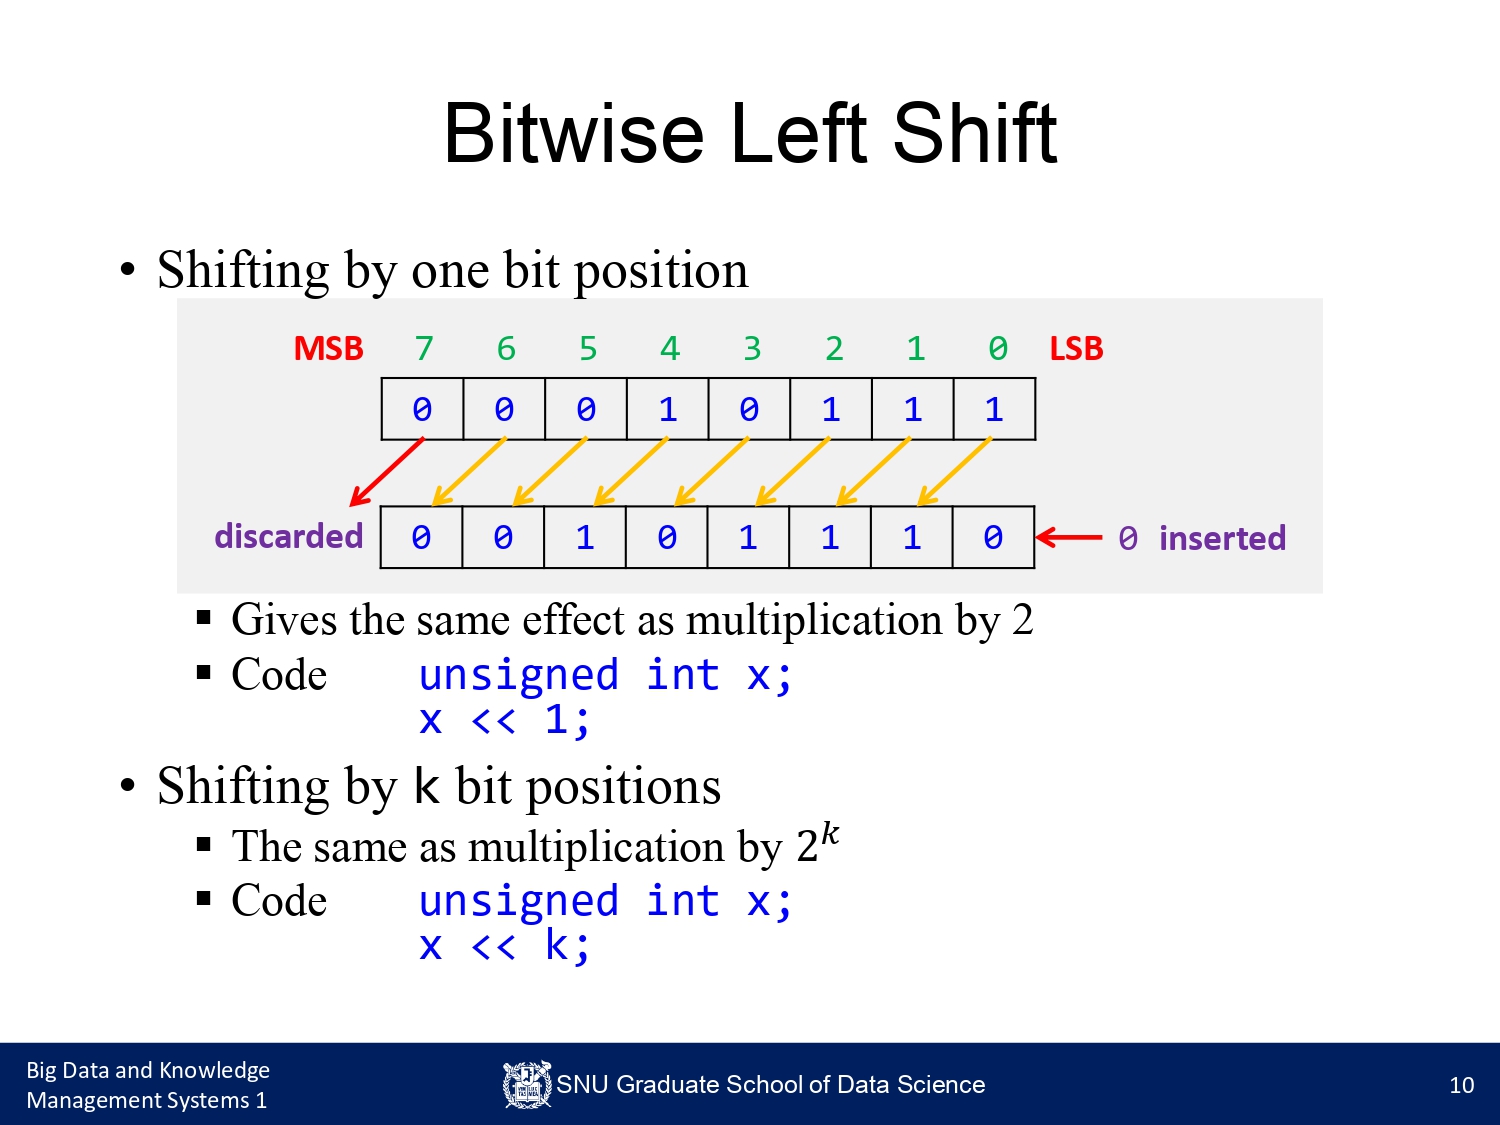 Bitwise Left Shift
• Shifting by one bit position
MSB 7 6 5 4 3 2 1 0 LSB
0 0 0 1 0 1 1 1
discarded 0 0 1 0 1 1 1 0 0 inserted
▪ Gives the same effect as multiplication by 2
▪ Code unsigned int x;
x << 1;
• Shifting by k bit positions
▪ The same as multiplication by 2^k
▪ Code unsigned int x;
x << k;
Big Data and Knowledge
Management Systems 1
SNU Graduate School of Data Science
10